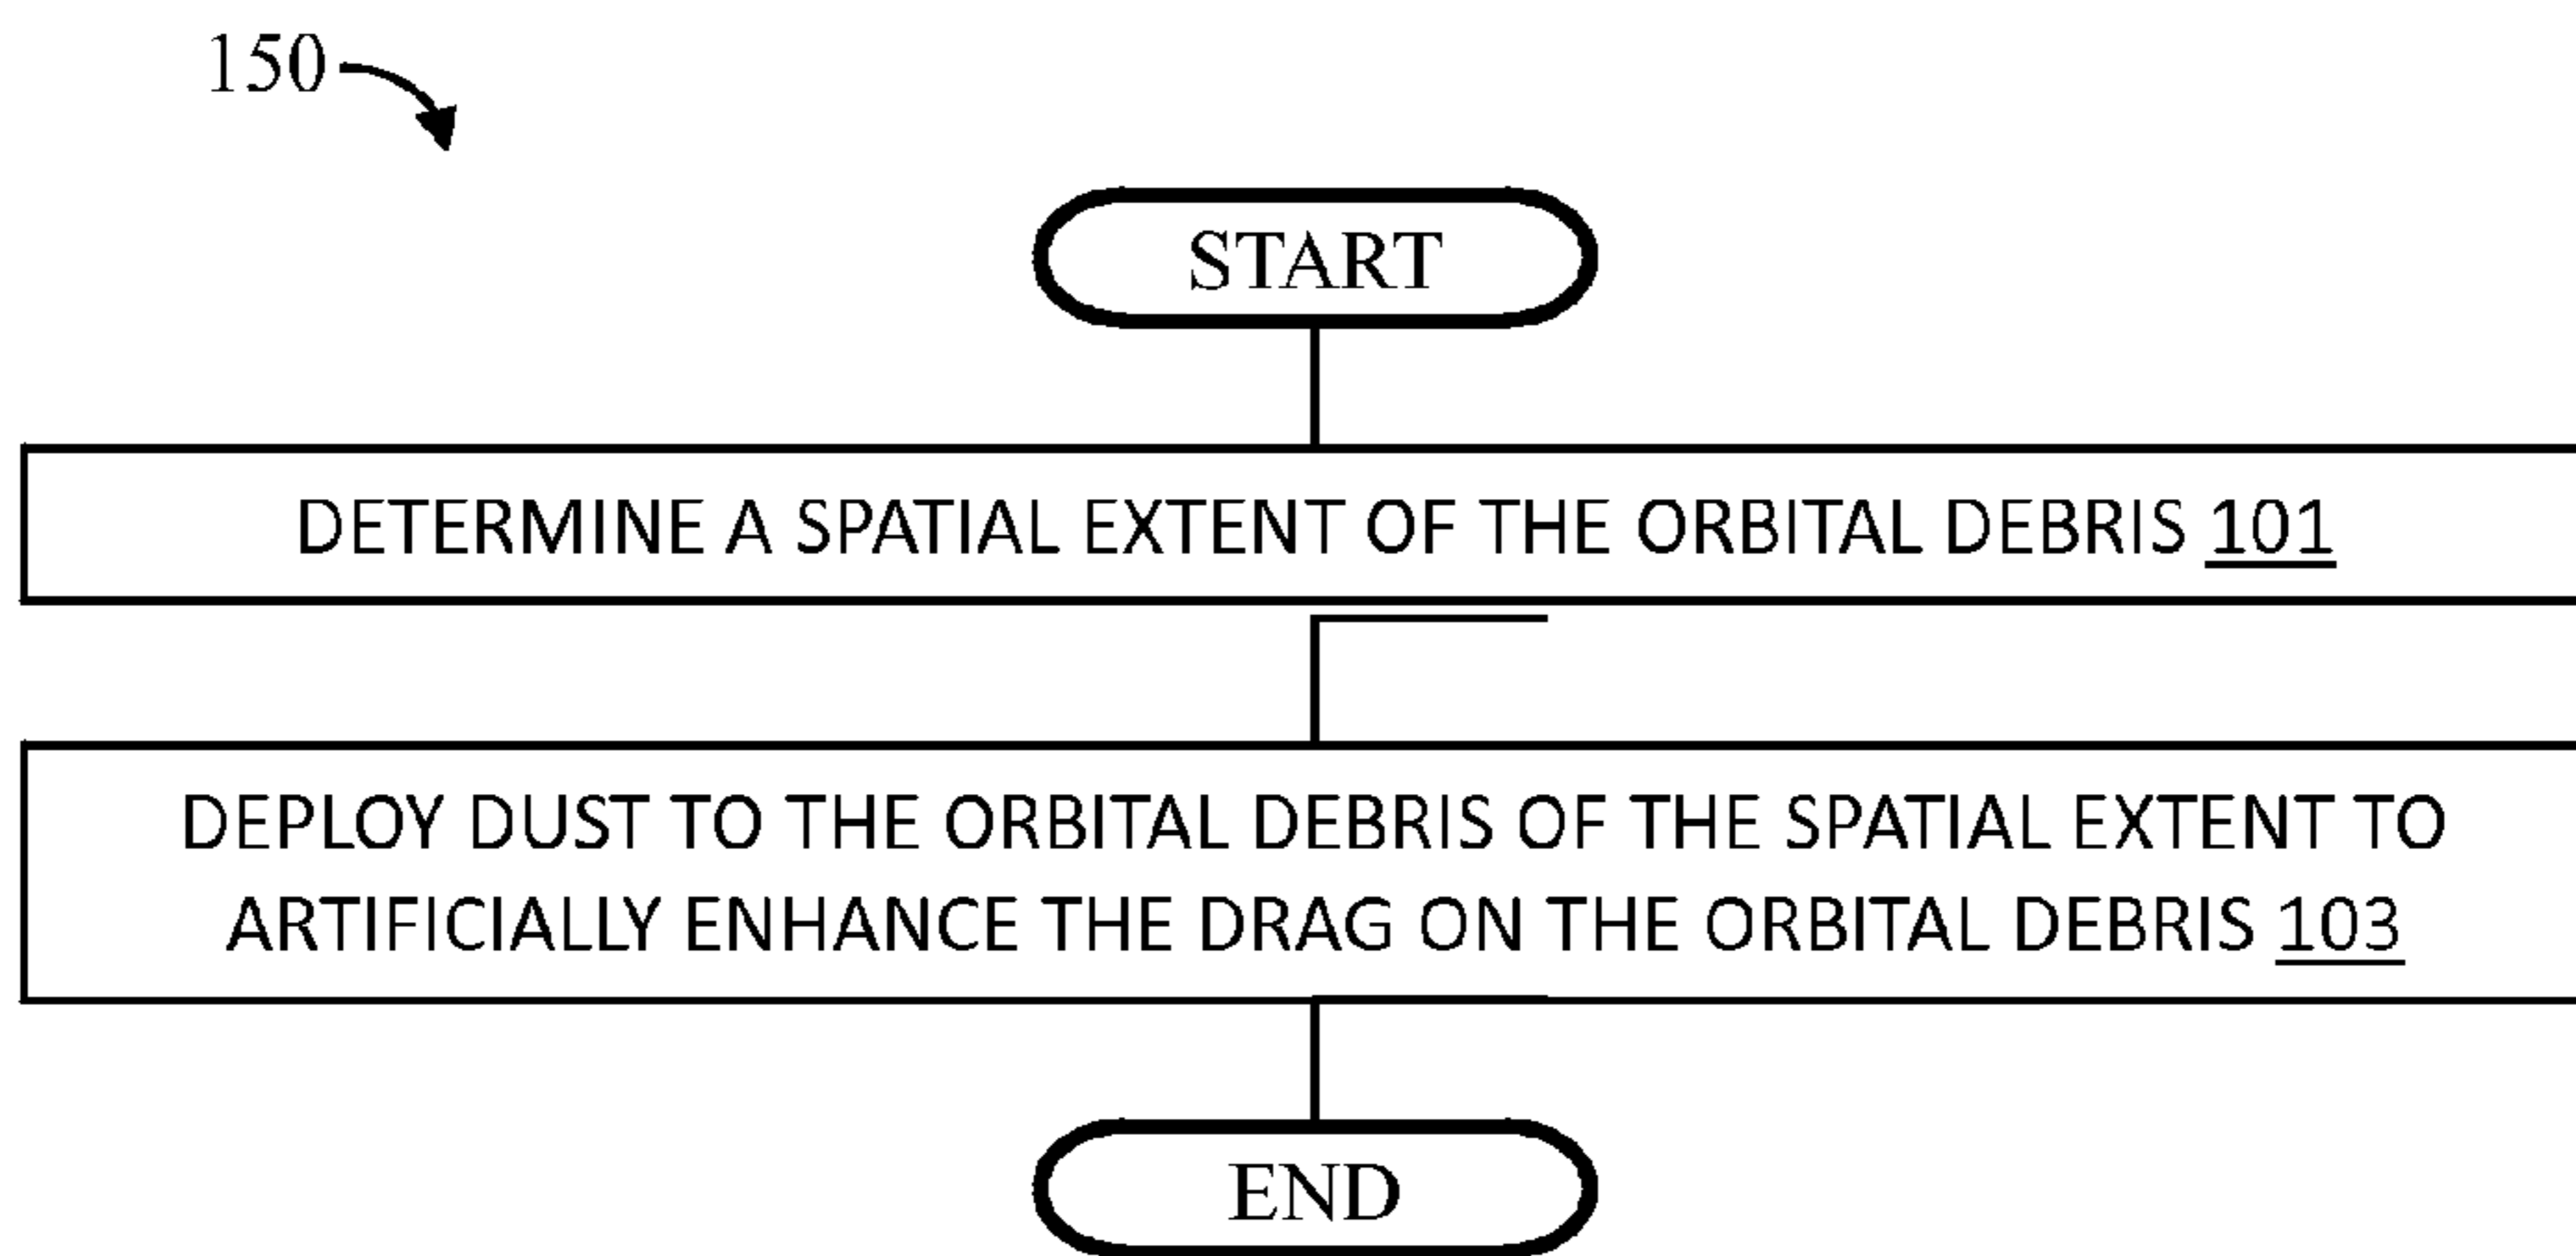 150
START
DETERMINE A SPATIAL EXTENT OF THE ORBITAL DEBRIS 101
DEPLOY DUST TO THE ORBITAL DEBRIS OF THE SPATIAL EXTENT TO
ARTIFICIALLY ENHANCE THE DRAG ON THE ORBITAL DEBRIS 103
END